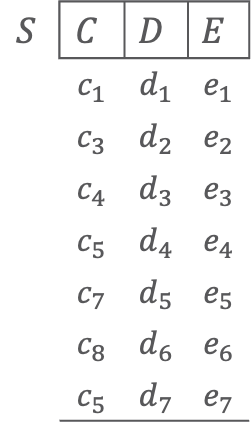 S C D E
c₁ d₁ e₁
c₃ d₂ e₂
c₄ d₃ e₃
c₅ d₄ e₄
c₇ d₅ e₅
c₈ d₆ e₆
c₅ d₇ e₇